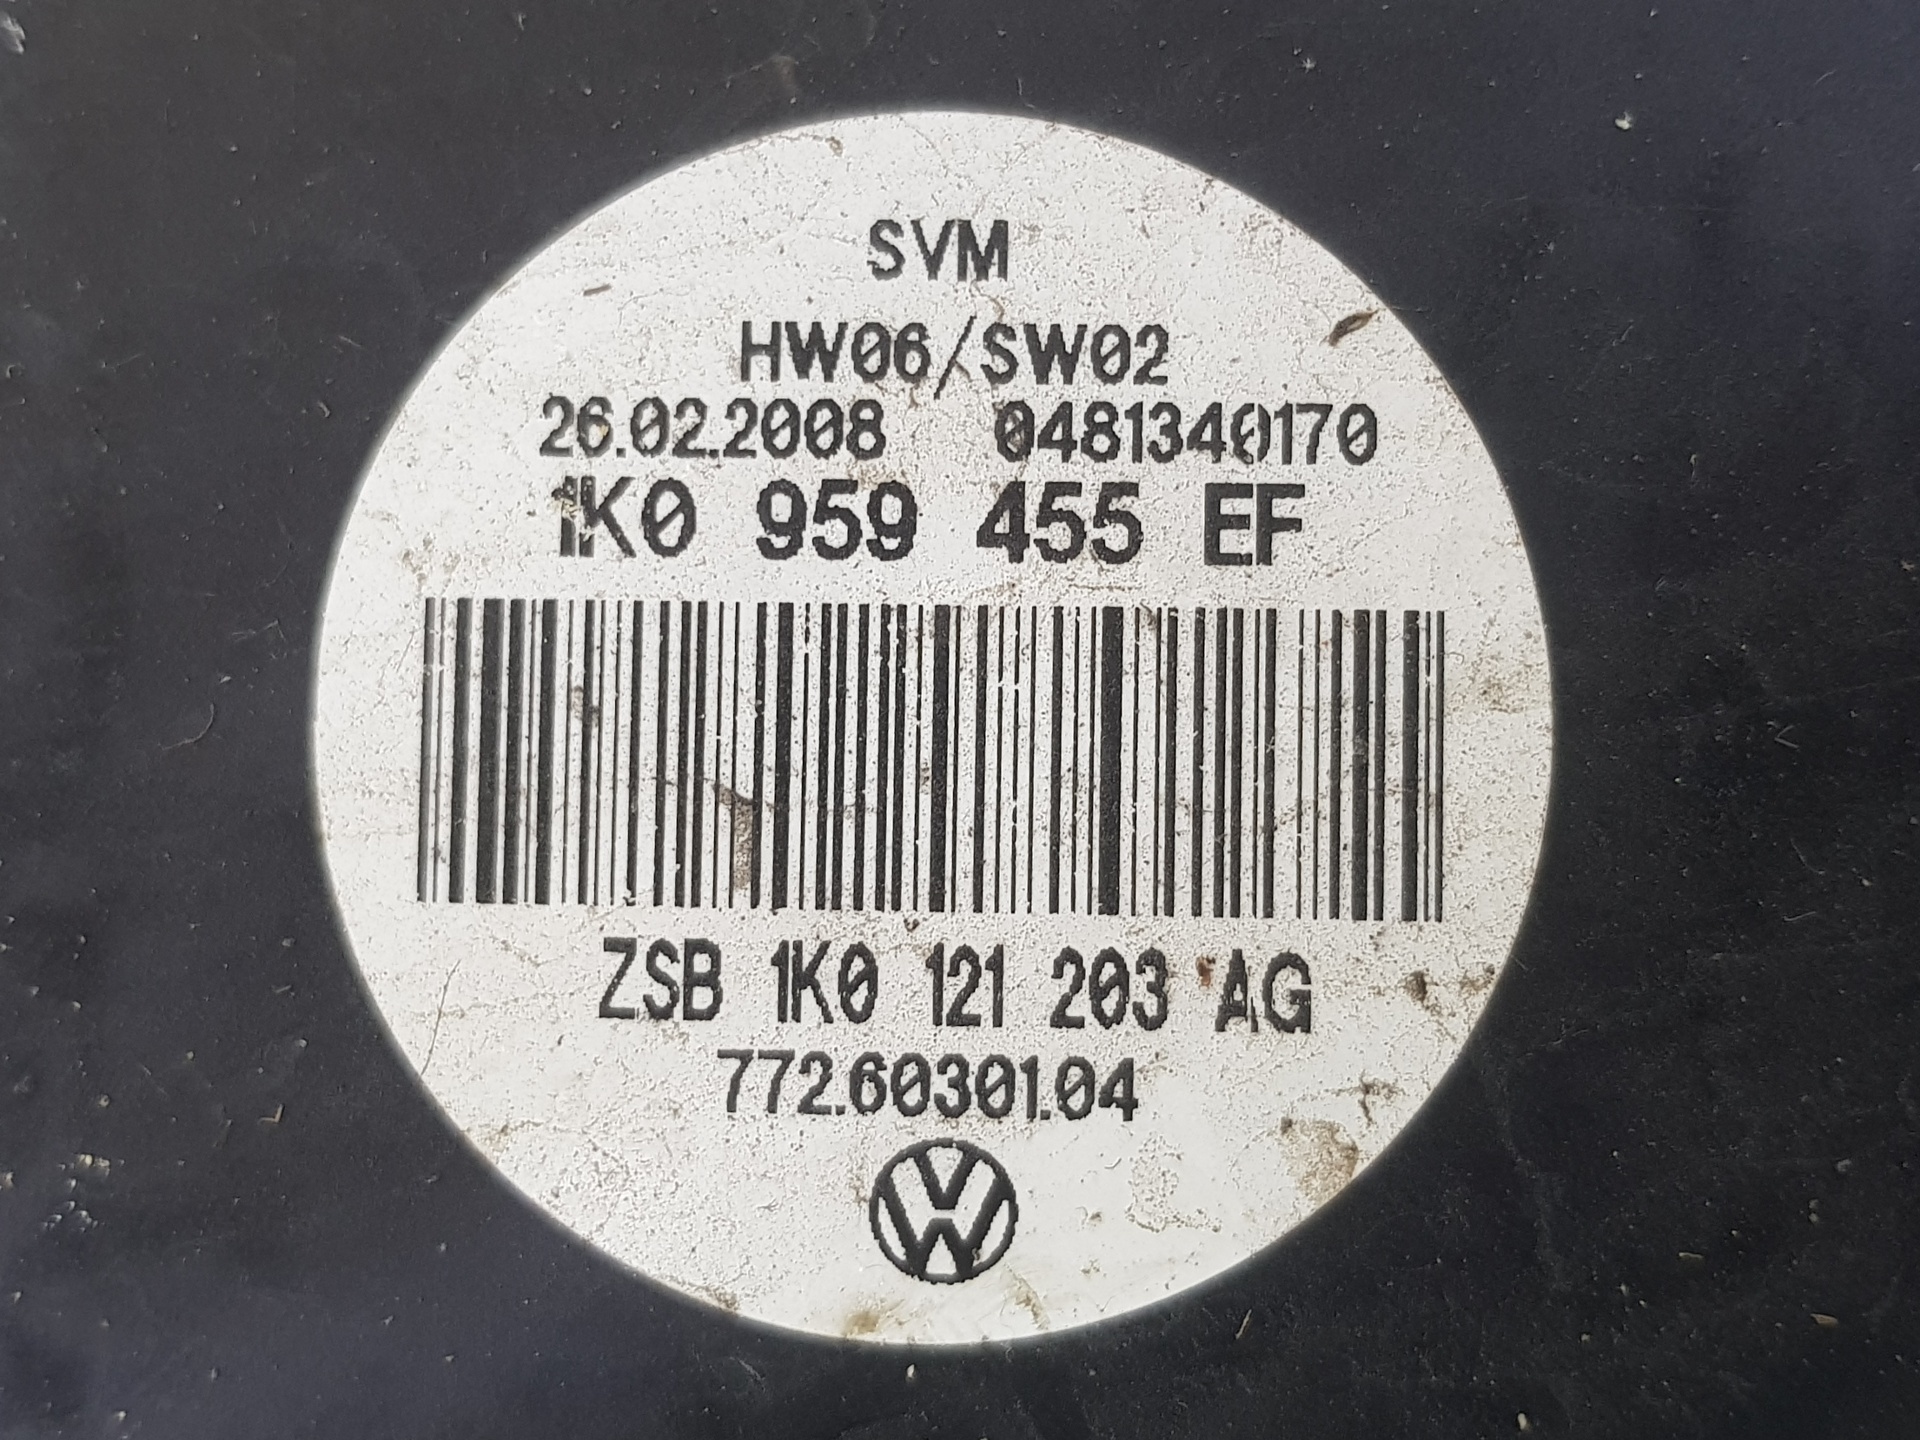 SVM
HW06/SW02
26.02.2008 0481340170
1K0 959 455 EF
ZSB 1K0 121 203 AG
772.60301.04